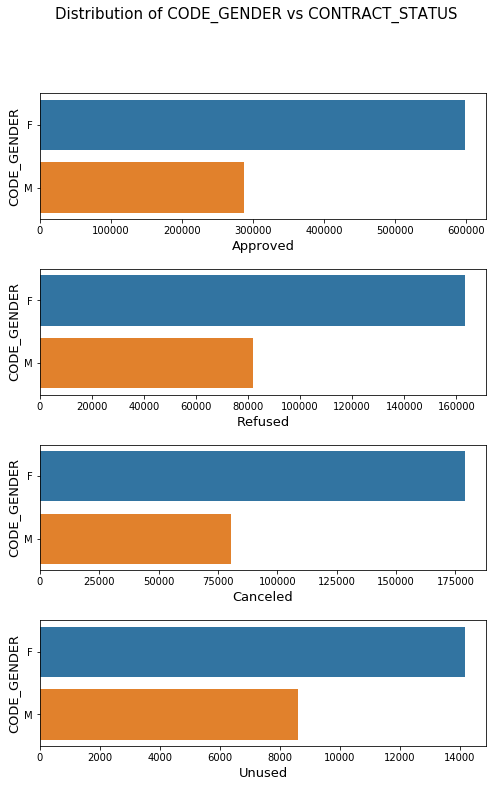 Distribution of CODE_GENDER vs CONTRACT_STATUS
CODE_GENDER
F
M
0 100000 200000 300000 400000 500000 600000
Approved
CODE_GENDER
F
M
0 20000 40000 60000 80000 100000 120000 140000 160000
Refused
CODE_GENDER
F
M
0 25000 50000 75000 100000 125000 150000 175000
Canceled
CODE_GENDER
F
M
0 2000 4000 6000 8000 10000 12000 14000
Unused